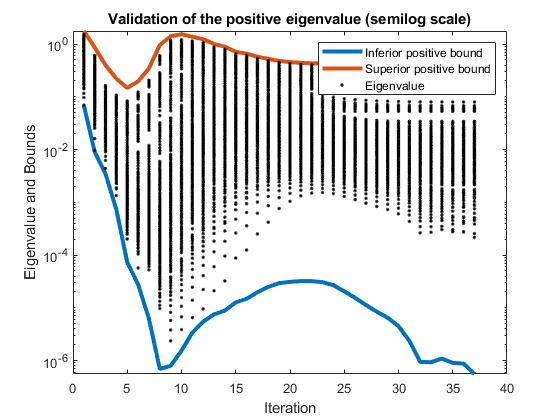 Validation of the positive eigenvalue (semilog scale)
Inferior positive bound
Superior positive bound
Eigenvalue
Eigenvalue and Bounds
10^0
10^-2
10^-4
10^-6
0 5 10 15 20 25 30 35 40
Iteration